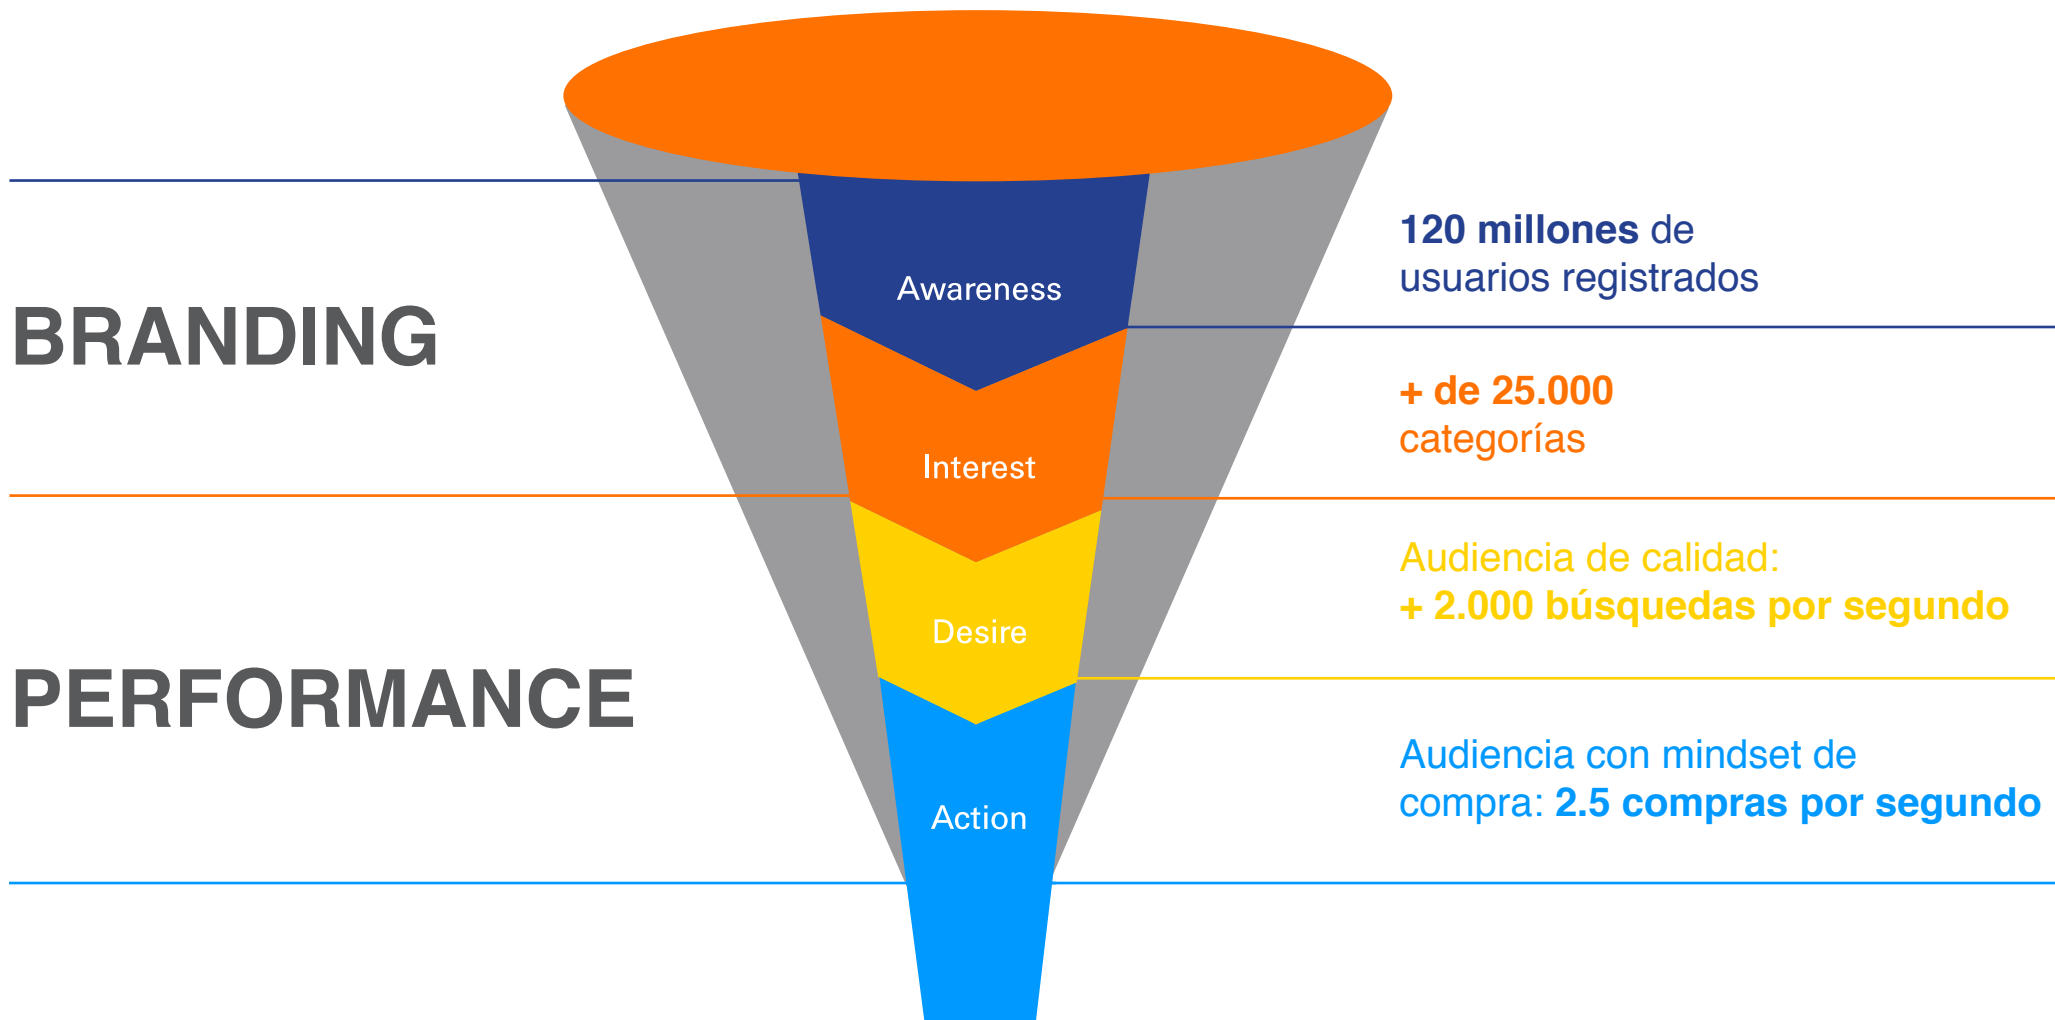 BRANDING
PERFORMANCE
Awareness
Interest
Desire
Action
120 millones de
usuarios registrados
+ de 25.000
categorías
Audiencia de calidad:
+ 2.000 búsquedas por segundo
Audiencia con mindset de
compra: 2.5 compras por segundo